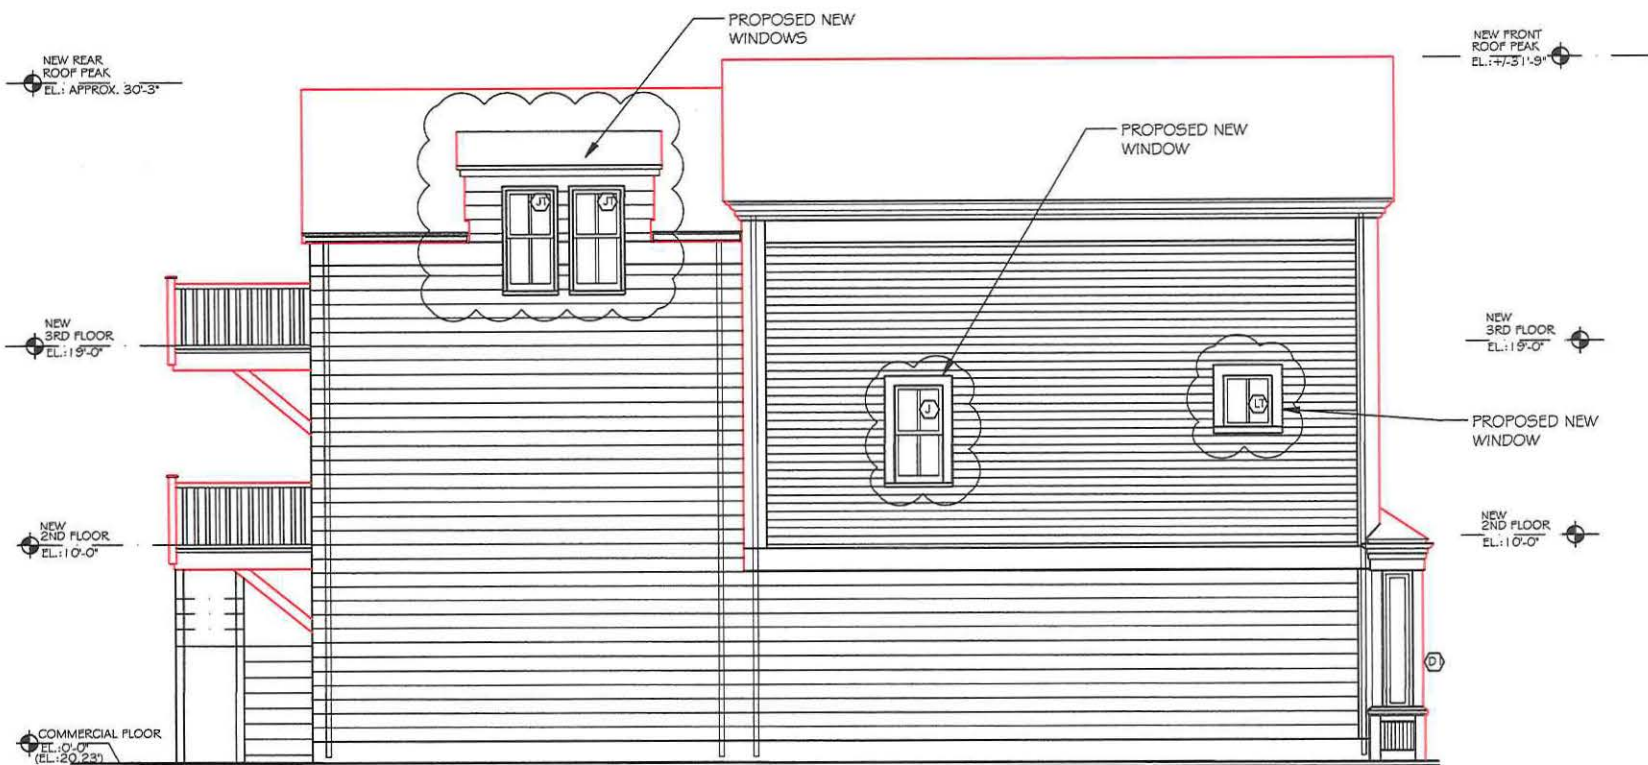 PROPOSED NEW
WINDOWS
NEW REAR
ROOF PEAK
EL.: APPROX. 30'-3"
NEW FRONT
ROOF PEAK
EL.:+/-31'-9"
PROPOSED NEW
WINDOW
JT
JT
NEW
3RD FLOOR
EL.:19'-0"
NEW
3RD FLOOR
EL.:19'-0"
J
LT
PROPOSED NEW
WINDOW
NEW
2ND FLOOR
EL.:10'-0"
NEW
2ND FLOOR
EL.:10'-0"
D
COMMERCIAL FLOOR
EL.:0'-0"
(EL.:20.23')